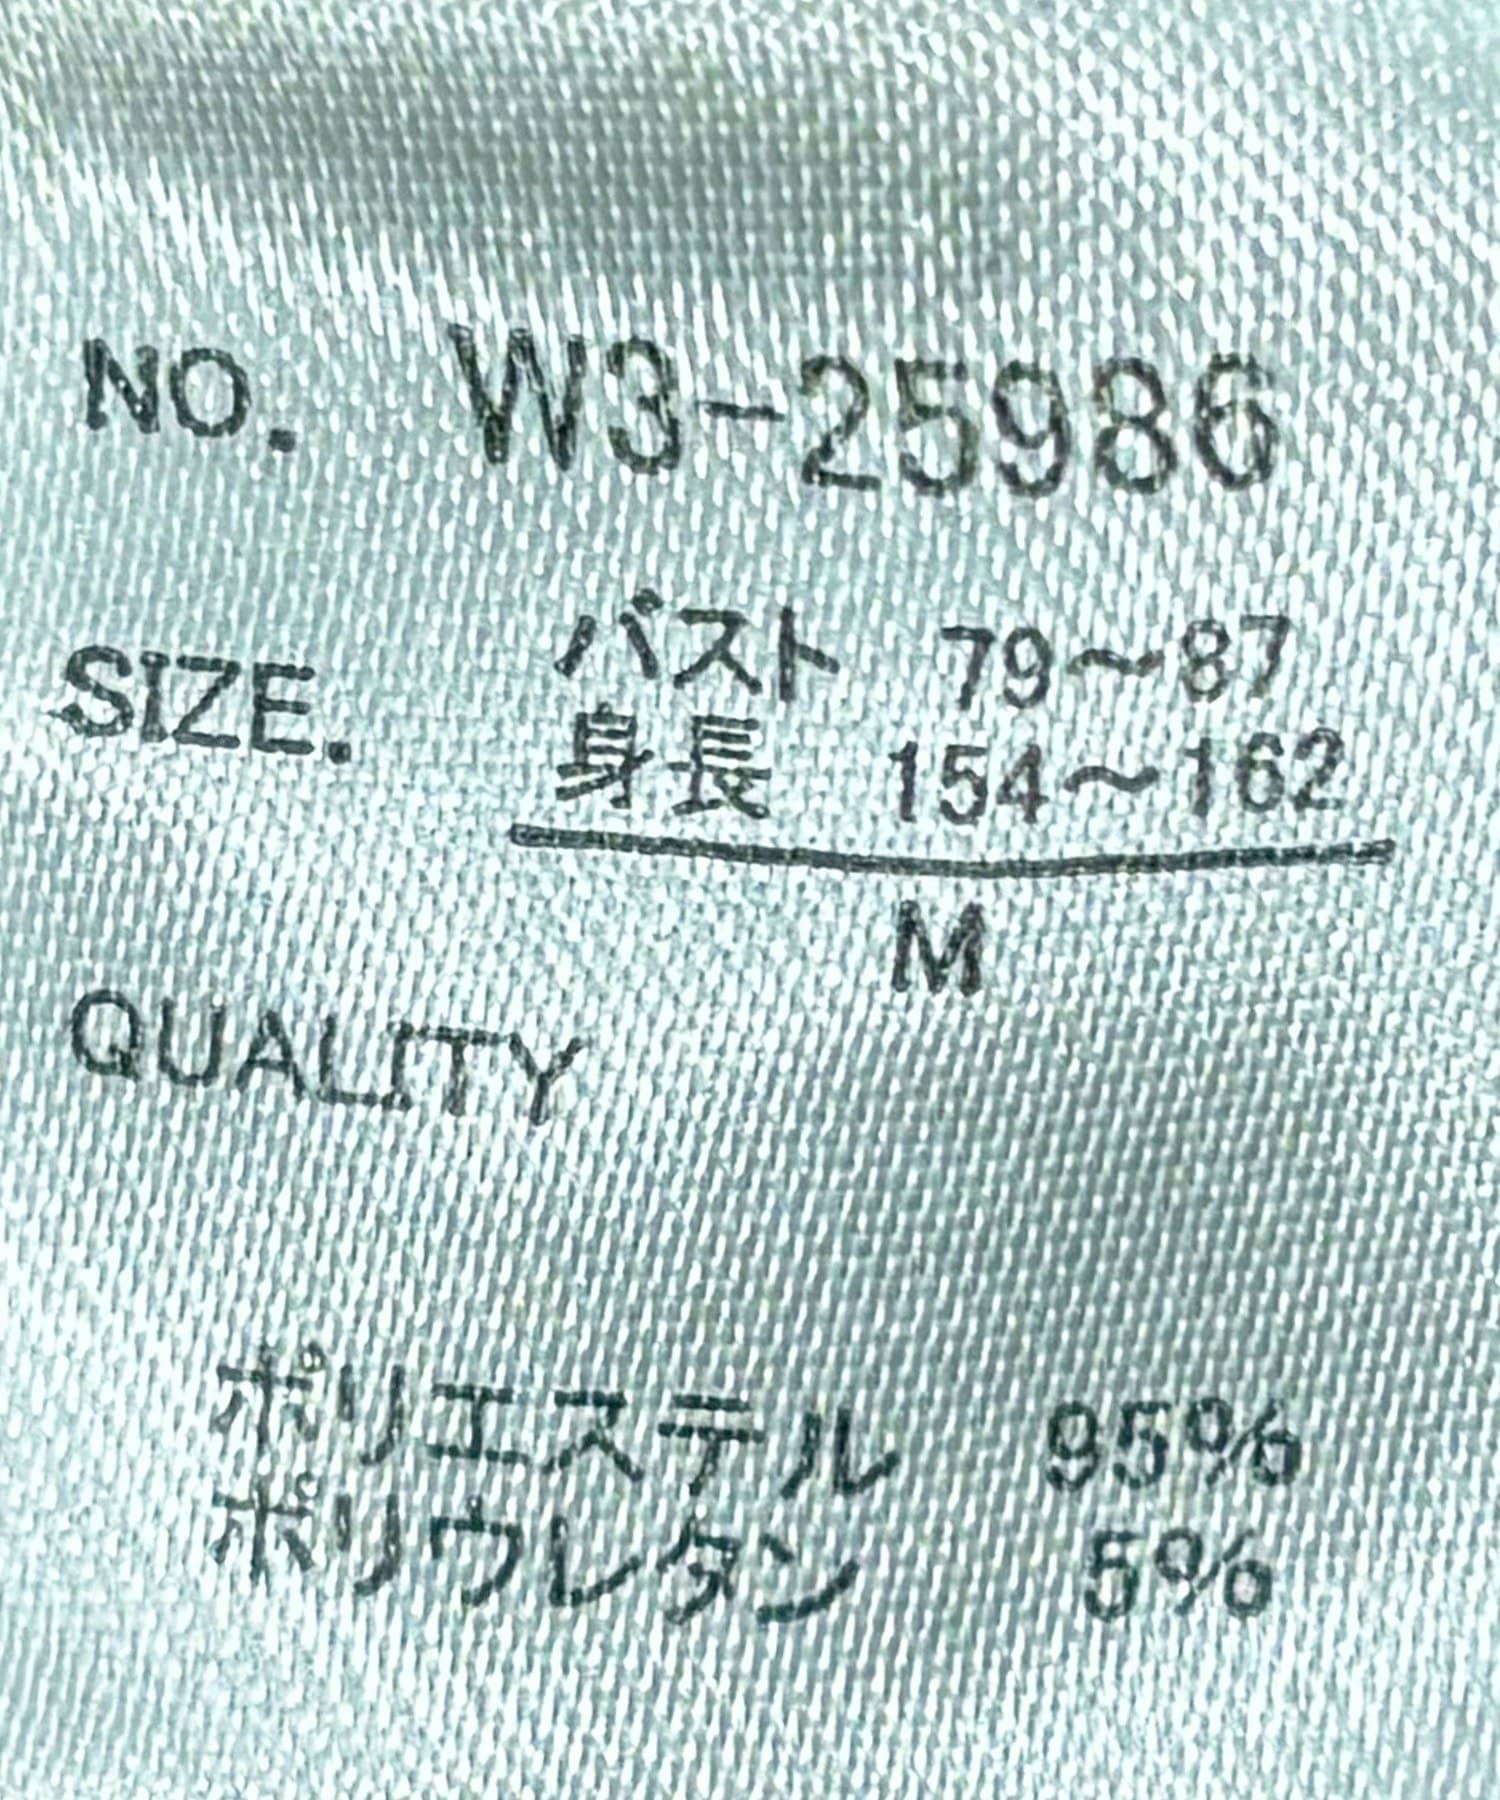 NO. W3-25986
SIZE. バスト 79～87
身長 154～162
M
QUALITY
ポリエステル 95%
ポリウレタン 5%